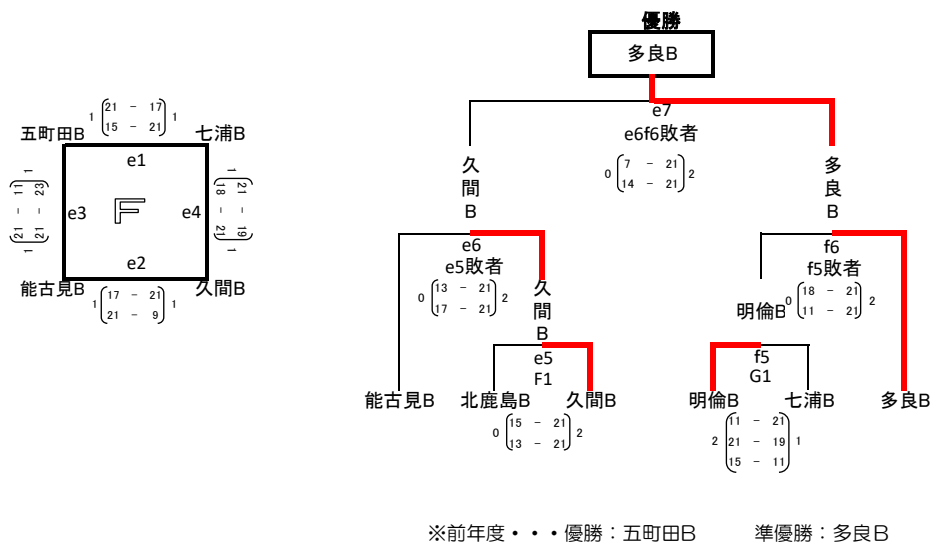 優勝
多良B
e7
e6f6敗者
0 7 - 21 2
14 - 21
久間B
多良B
1 21 - 17 1
15 - 21
五町田B
七浦B
e1
1 11 - 23 
21 - 21 1
e3
F
e4
1 21 - 19
18 - 21 1
e2
能古見B
久間B
1 17 - 21 1
21 - 9
e6
e5敗者
0 13 - 21 2
17 - 21
久間B
f6
f5敗者
明倫B
0 18 - 21 2
11 - 21
e5
F1
f5
G1
能古見B
北鹿島B
久間B
明倫B
七浦B
多良B
0 15 - 21 2
13 - 21
11 - 21
2 21 - 19 1
15 - 11
※前年度・・・優勝：五町田B 準優勝：多良B